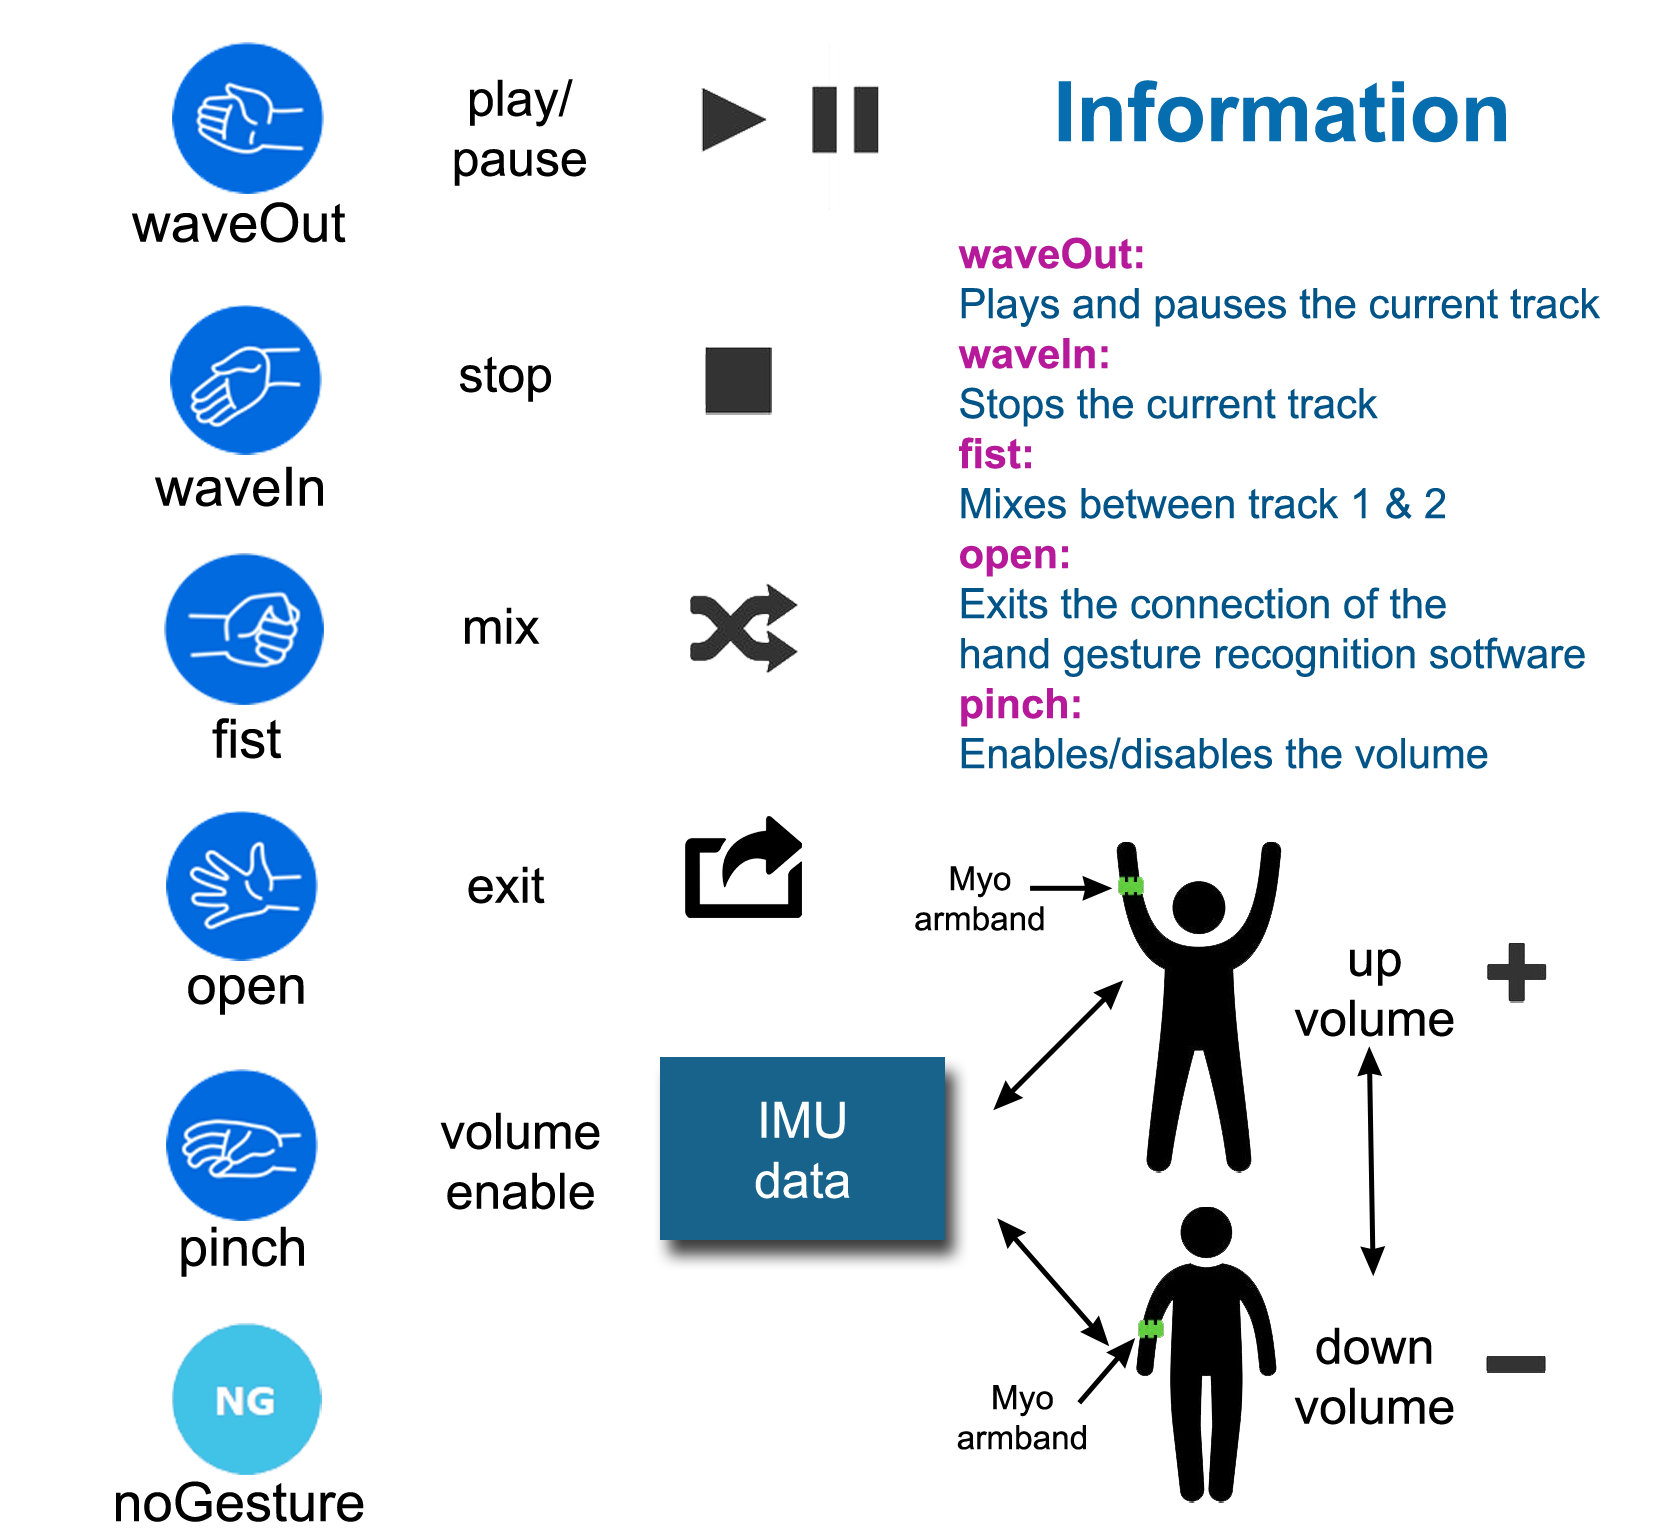 waveOut
play/
pause
waveIn
stop
fist
mix
open
exit
pinch
volume
enable
IMU
data
NG
noGesture
Information
waveOut:
Plays and pauses the current track
waveIn:
Stops the current track
fist:
Mixes between track 1 & 2
open:
Exits the connection of the
hand gesture recognition sotfware
pinch:
Enables/disables the volume
Myo
armband
up
volume
Myo
armband
down
volume